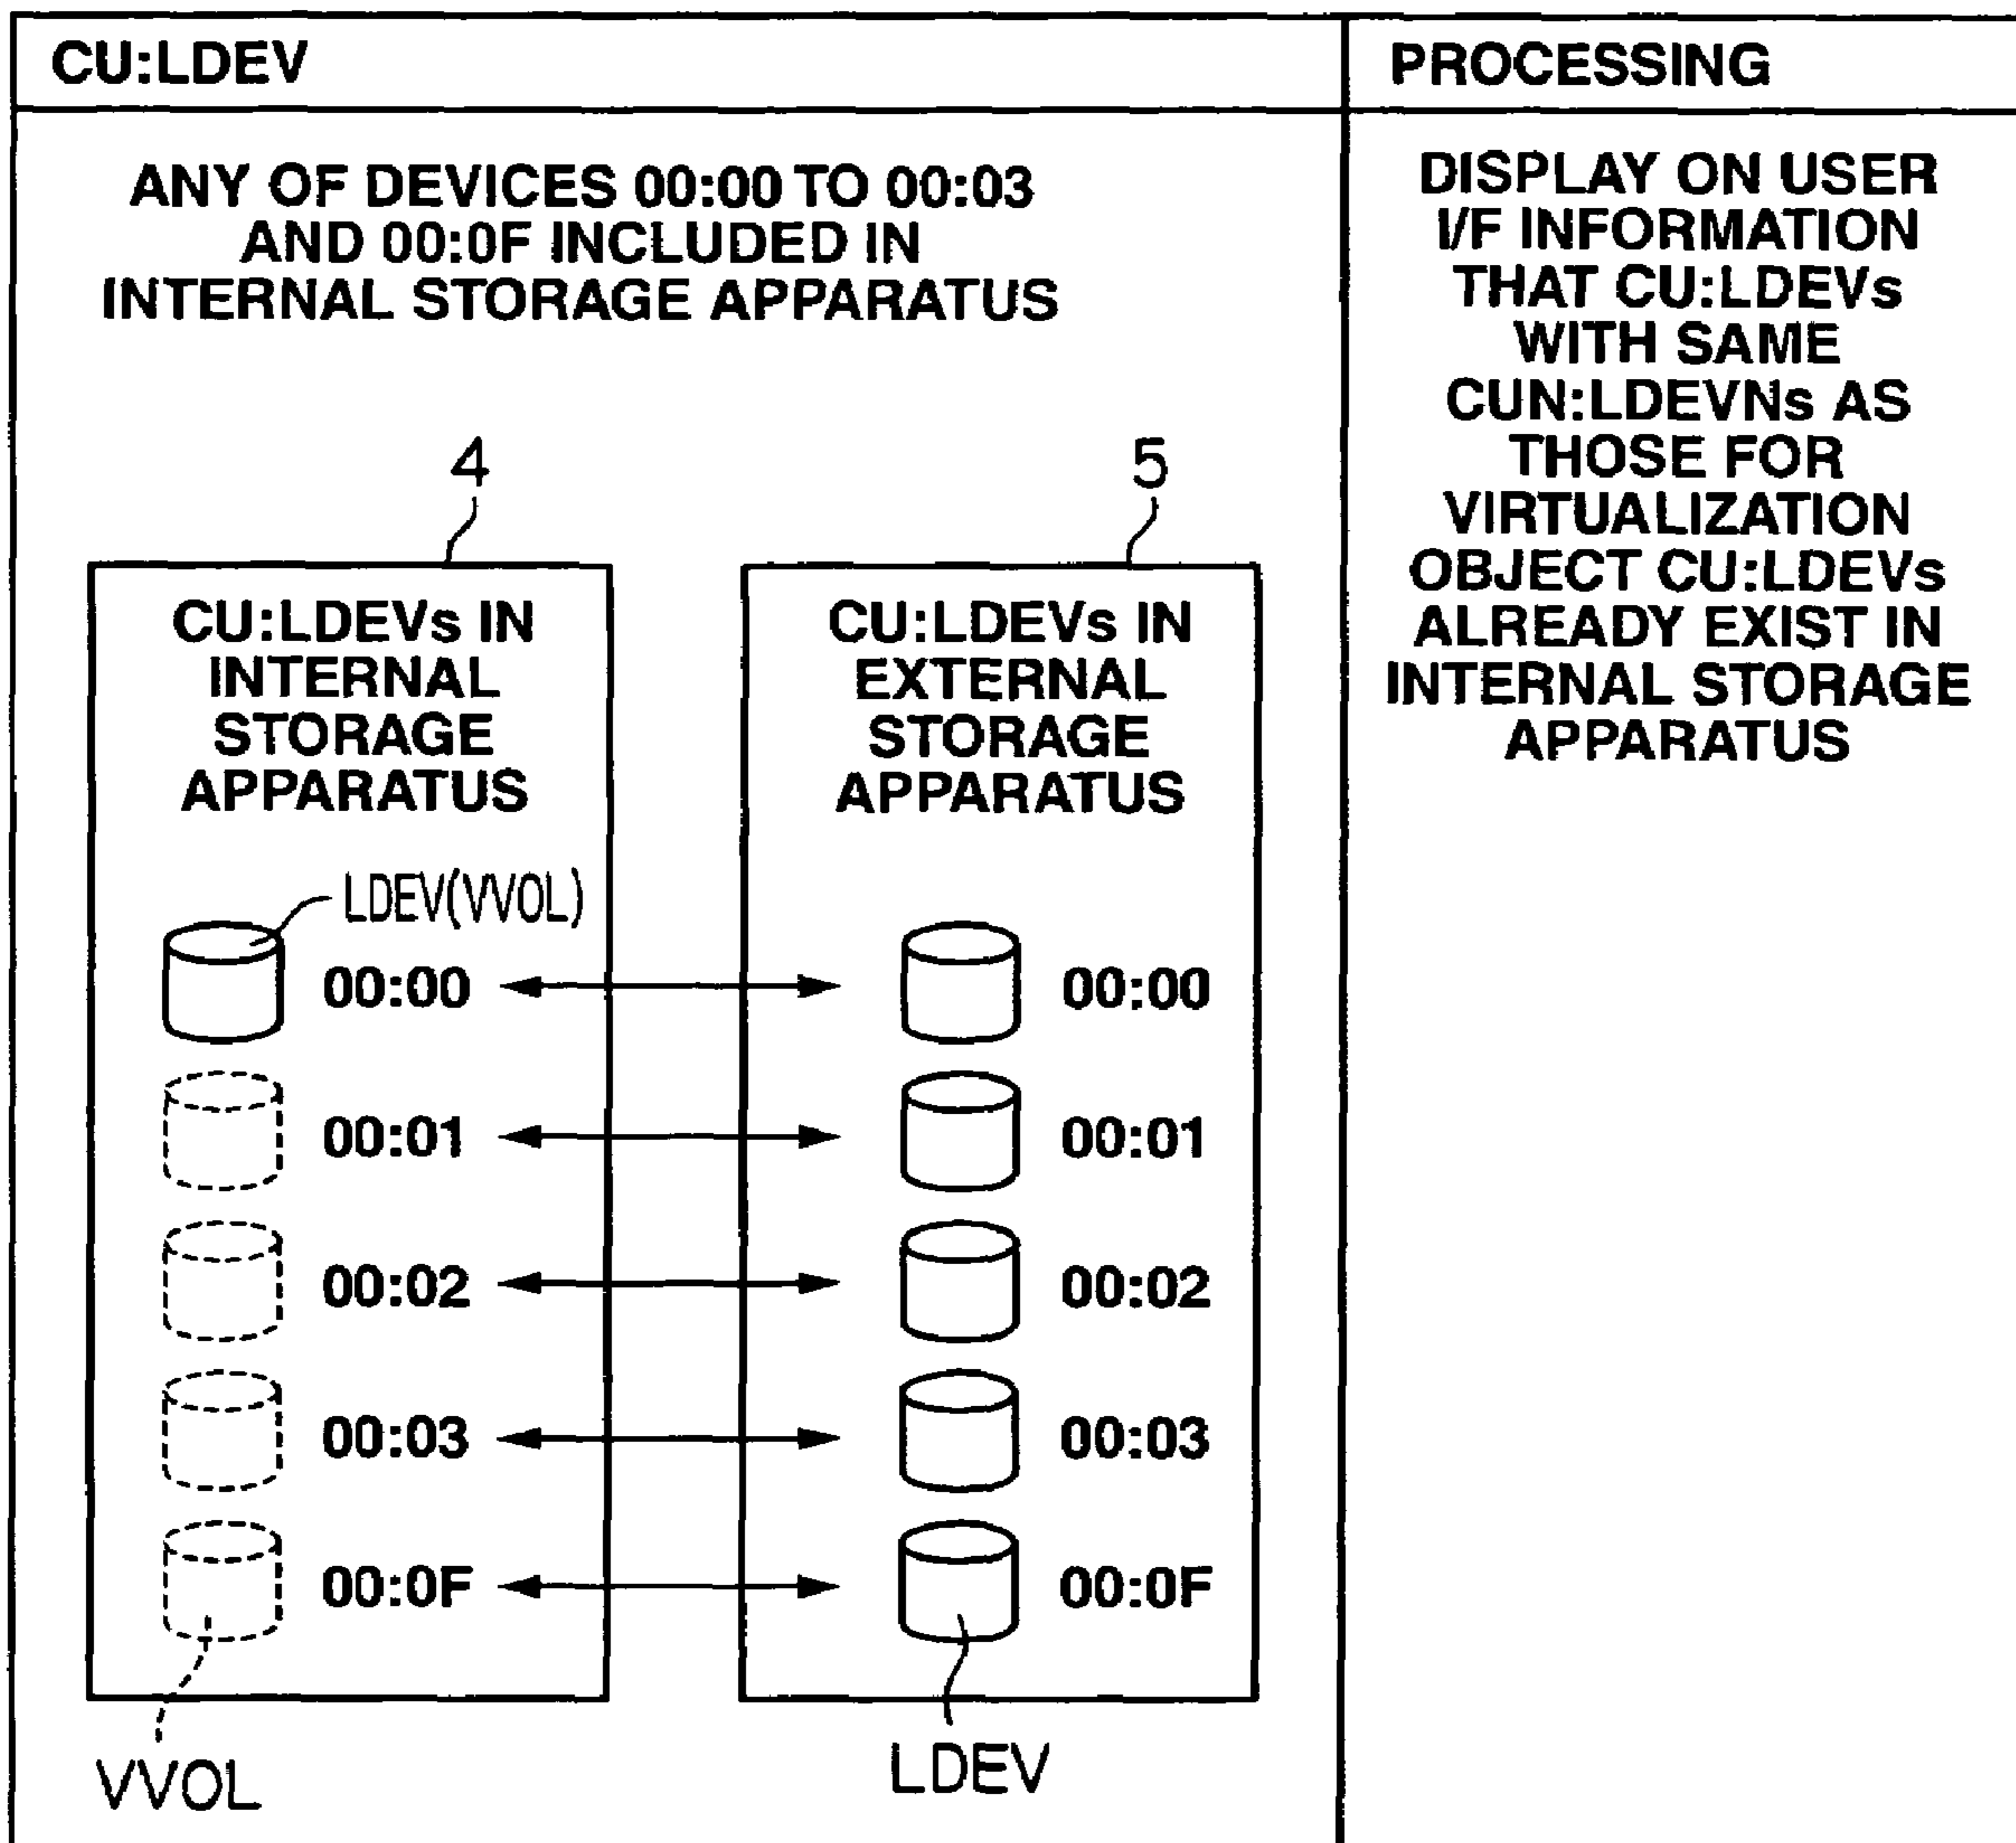 CU:LDEV
PROCESSING
ANY OF DEVICES 00:00 TO 00:03
AND 00:0F INCLUDED IN
INTERNAL STORAGE APPARATUS
4
5
CU:LDEVs IN
INTERNAL
STORAGE
APPARATUS
LDEV(VVOL)
00:00
00:01
00:02
00:03
00:0F
VVOL
CU:LDEVs IN
EXTERNAL
STORAGE
APPARATUS
00:00
00:01
00:02
00:03
00:0F
LDEV
DISPLAY ON USER
I/F INFORMATION
THAT CU:LDEVs
WITH SAME
CUN:LDEVNs AS
THOSE FOR
VIRTUALIZATION
OBJECT CU:LDEVs
ALREADY EXIST IN
INTERNAL STORAGE
APPARATUS